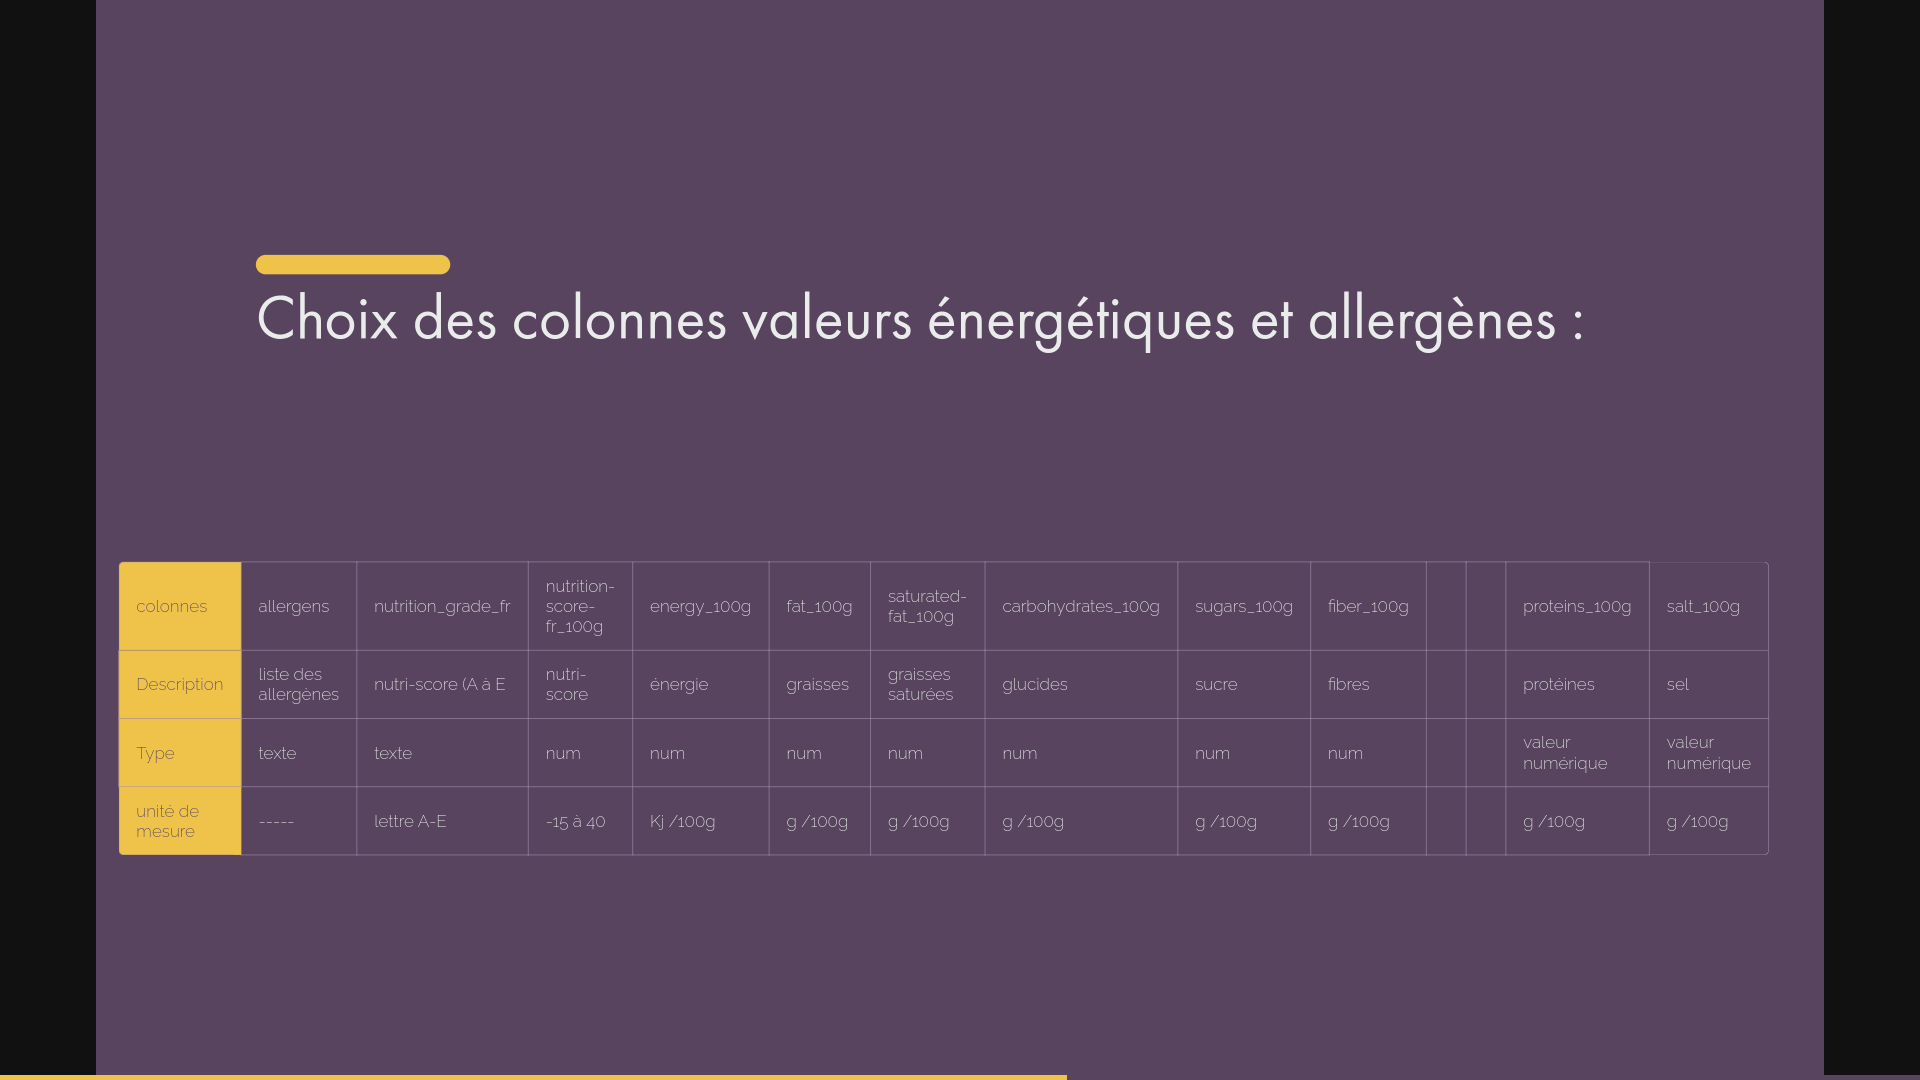 Choix des colonnes valeurs énergétiques et allergènes :
colonnes allergens nutrition_grade_fr nutrition-score-fr_100g energy_100g fat_100g saturated-fat_100g carbohydrates_100g sugars_100g fiber_100g proteins_100g salt_100g
Description liste des allergènes nutri-score (A à E nutri-score énergie graisses graisses saturées glucides sucre fibres protéines sel
Type texte texte num num num num num num num valeur numérique valeur numérique
unité de mesure ----- lettre A-E -15 à 40 Kj /100g g /100g g /100g g /100g g /100g g /100g g /100g g /100g